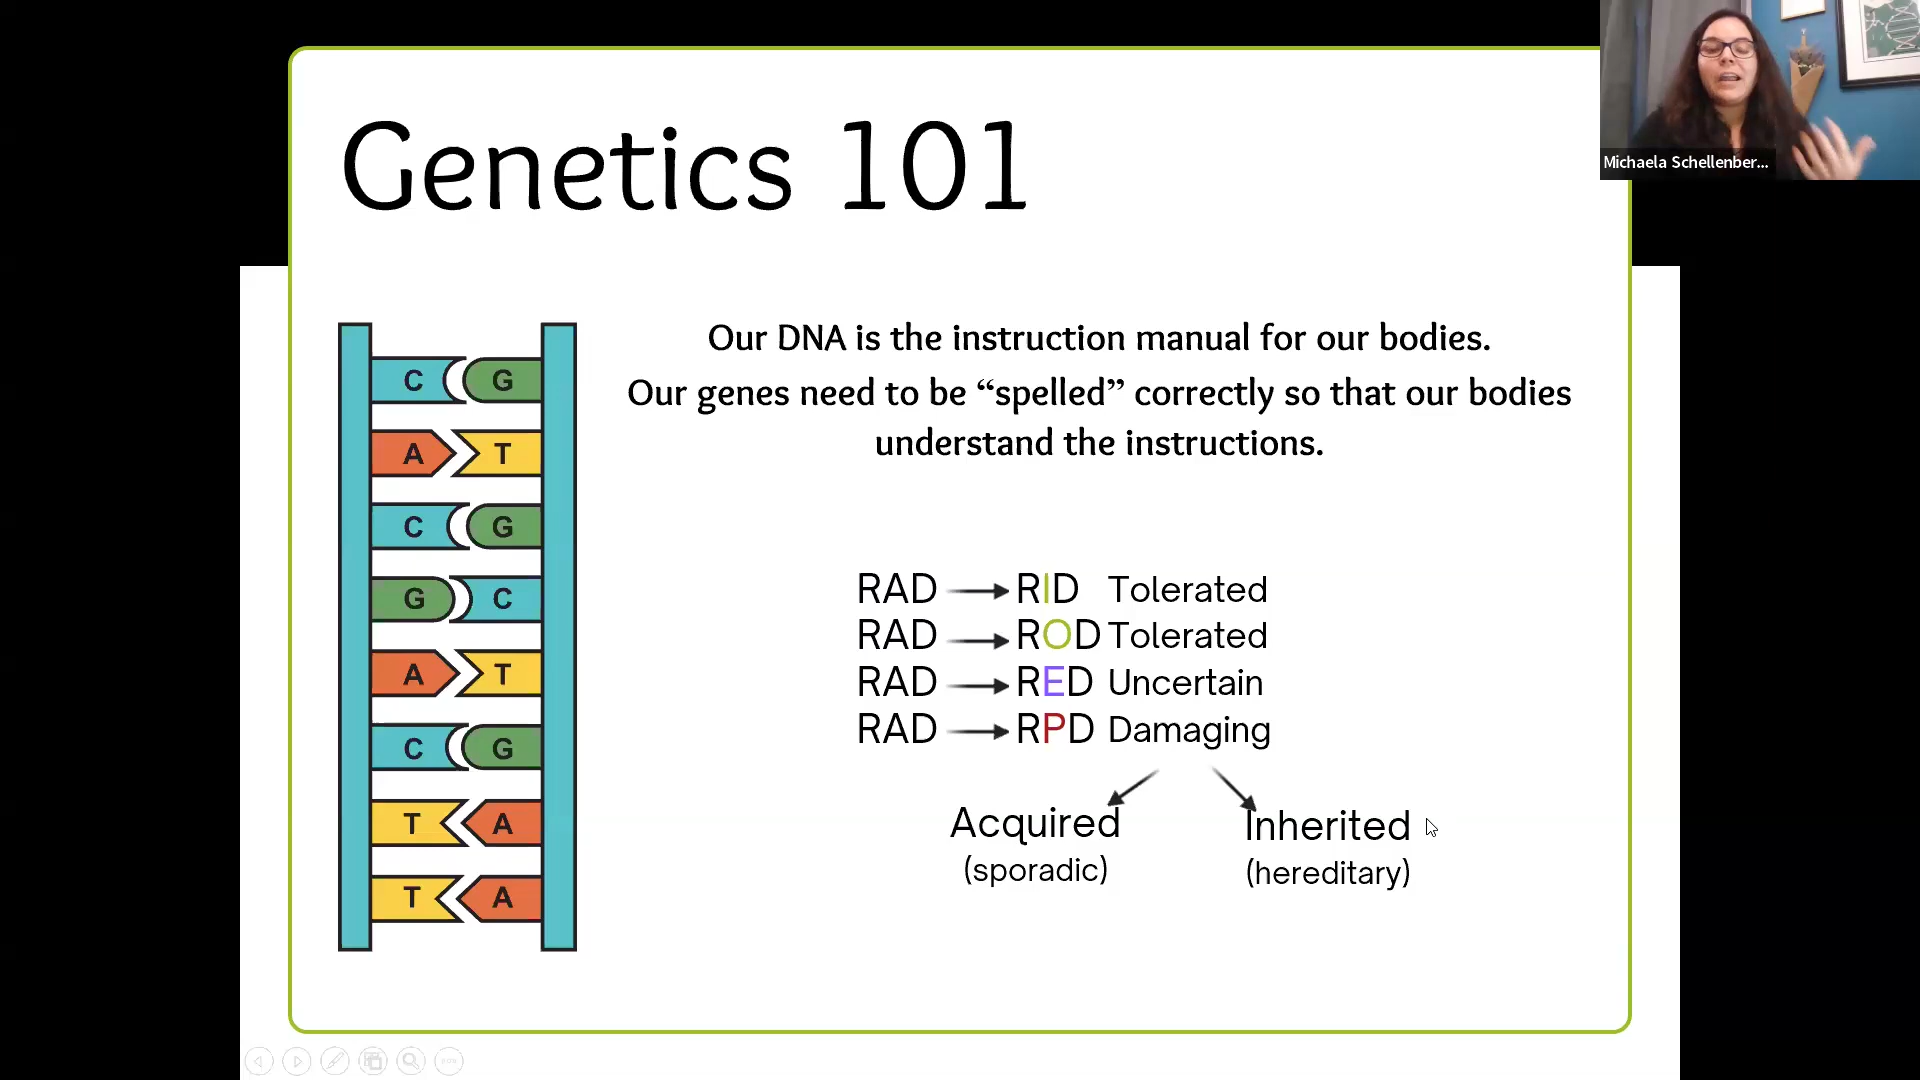 Genetics 101
Michaela Schellenber...
Our DNA is the instruction manual for our bodies.
Our genes need to be “spelled” correctly so that our bodies
understand the instructions.
C G
A T
C G
G C
A T
C G
T A
T A
RAD RID Tolerated
RAD ROD Tolerated
RAD RED Uncertain
RAD RPD Damaging
Acquired Inherited
(sporadic) (hereditary)